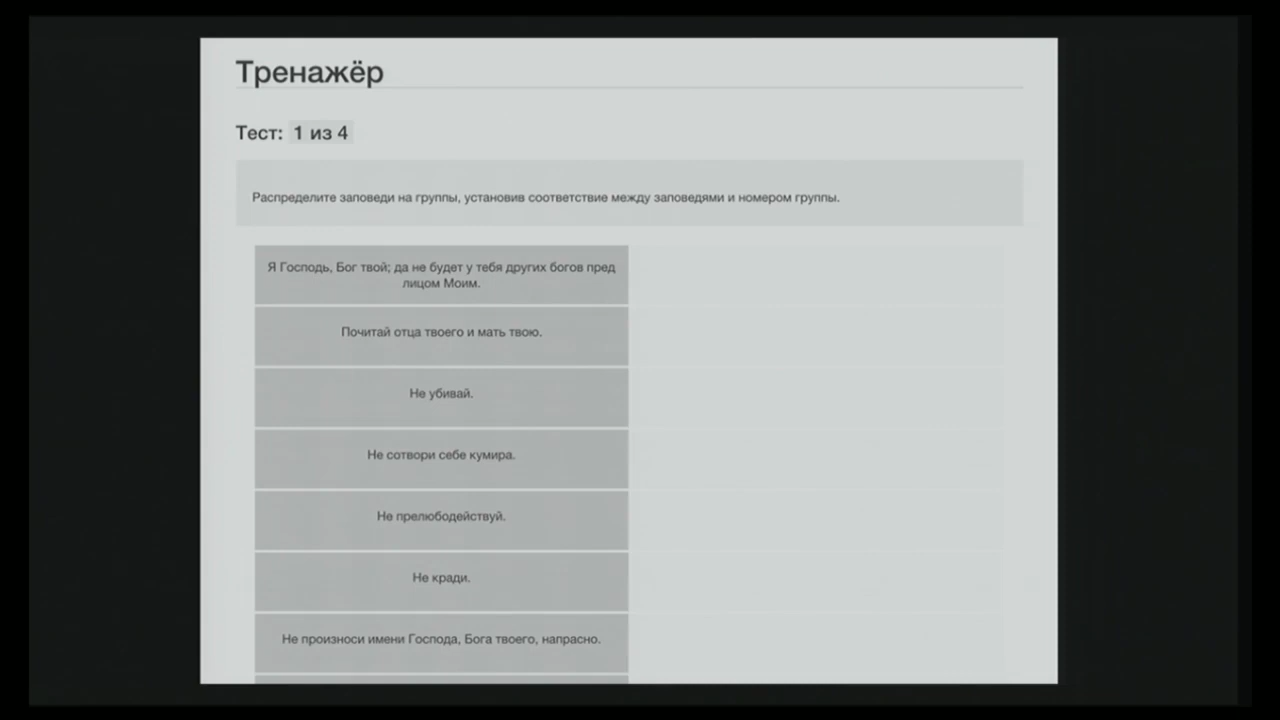 Тренажёр
Тест: 1 из 4
Распределите заповеди на группы, установив соответствие между заповедями и номером группы.
Я Господь, Бог твой; да не будет у тебя других богов пред
лицом Моим.
Почитай отца твоего и мать твою.
Не убивай.
Не сотвори себе кумира.
Не прелюбодействуй.
Не кради.
Не произноси имени Господа, Бога твоего, напрасно.